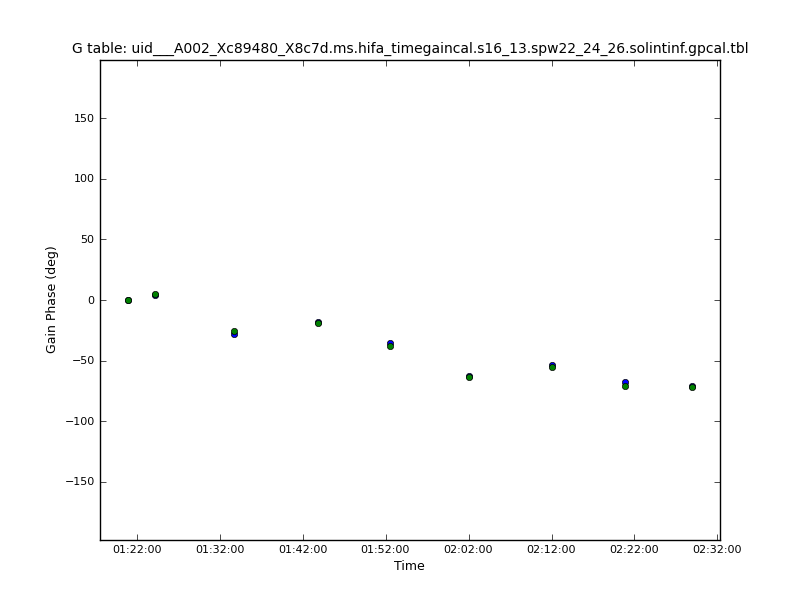 G table: uid___A002_Xc89480_X8c7d.ms.hifa_timegaincal.s16_13.spw22_24_26.solintinf.gpcal.tbl
150
100
50
0
−50
−100
−150
Gain Phase (deg)
01:22:00 01:32:00 01:42:00 01:52:00 02:02:00 02:12:00 02:22:00 02:32:00
Time